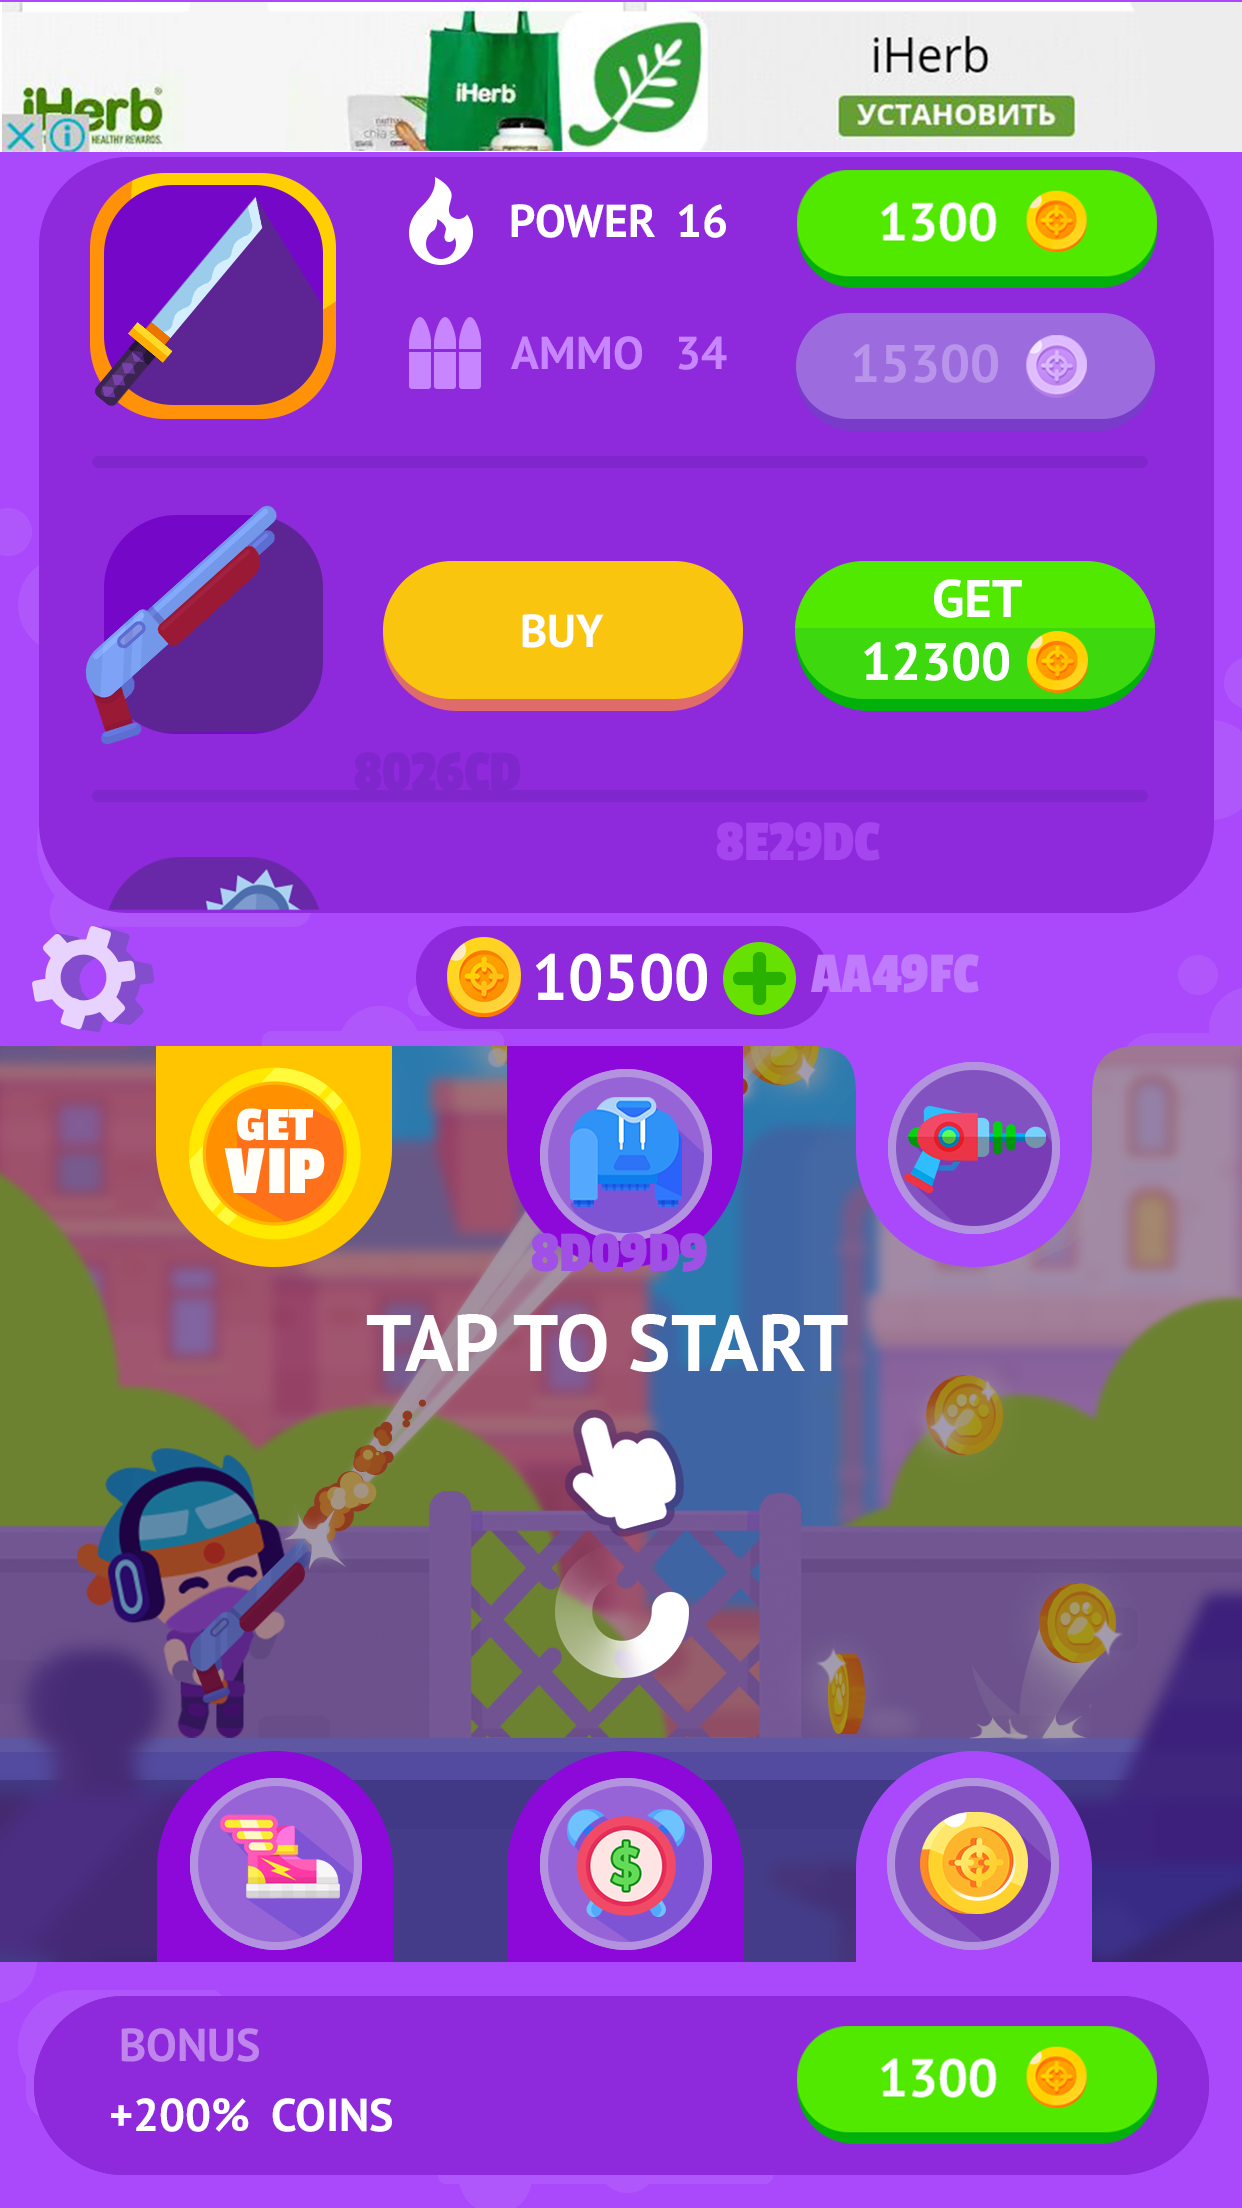 iHerb
HEALTHY REWARDS.
iHerb
iHerb
УСТАНОВИТЬ
POWER 16
1300
AMMO 34
15300
BUY
GET
12300
8026CD
8E29DC
10500
AA49FC
GET
VIP
8D09D9
TAP TO START
$
BONUS
+200% COINS
1300